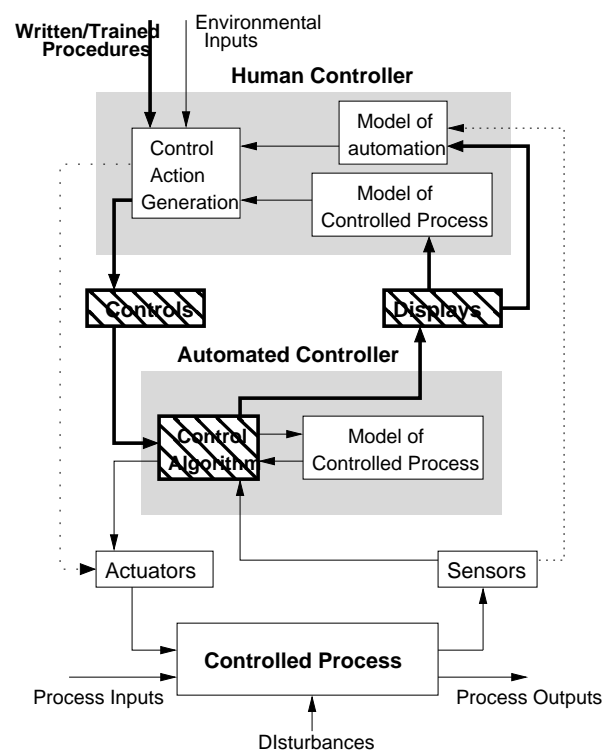 Written/Trained
Procedures
Environmental
Inputs
Human Controller
Control
Action
Generation
Model of
automation
Model of
Controlled Process
Controls
Displays
Automated Controller
Control
Algorithm
Model of
Controlled Process
Actuators
Sensors
Controlled Process
Process Inputs
Process Outputs
DIsturbances